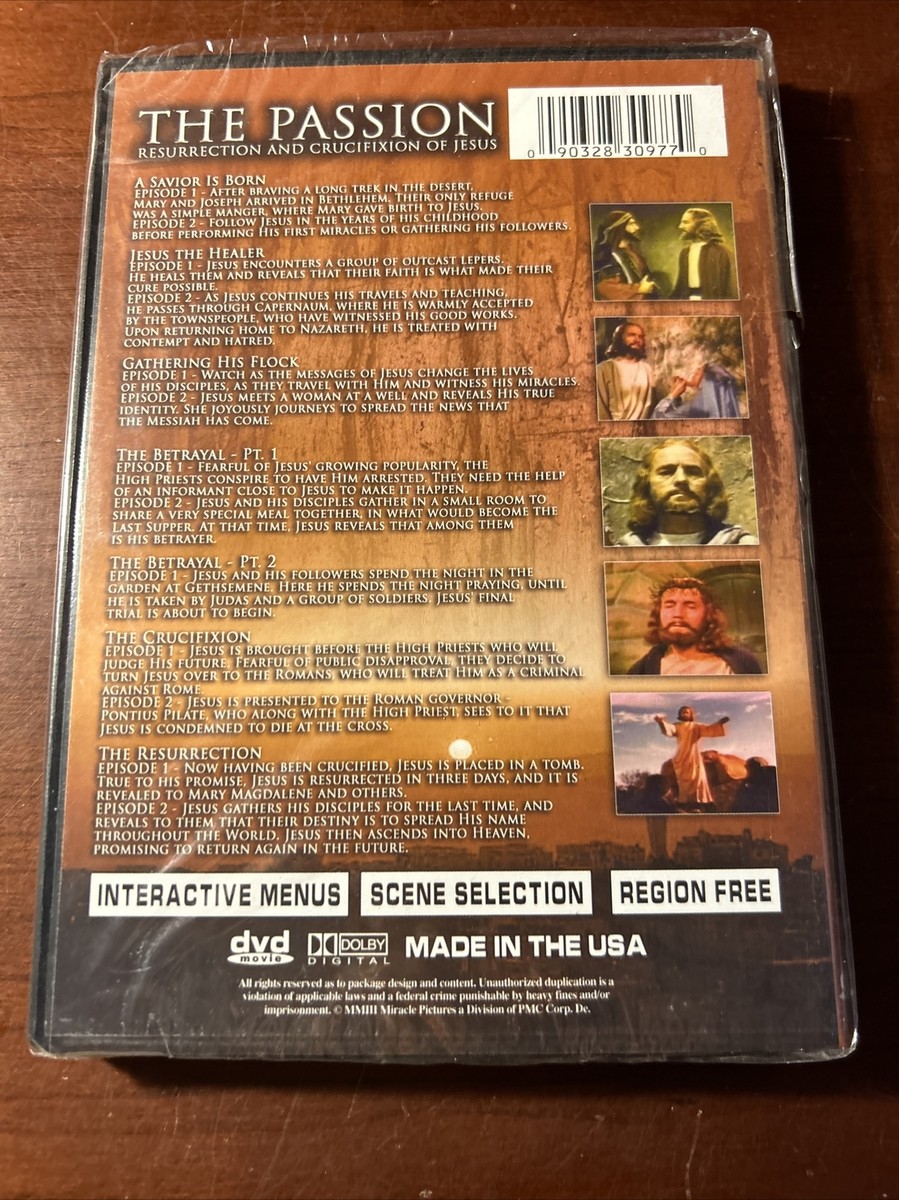 THE PASSION
RESURRECTION AND CRUCIFIXION OF JESUS
0 90328 30977 0
A SAVIOR IS BORN
EPISODE 1 - AFTER BRAVING A LONG TREK IN THE DESERT,
MARY AND JOSEPH ARRIVED IN BETHLEHEM. THEIR ONLY REFUGE
WAS A SIMPLE MANGER, WHERE MARY GAVE BIRTH TO JESUS.
EPISODE 2 - FOLLOW JESUS IN THE YEARS OF HIS CHILDHOOD
BEFORE PERFORMING HIS FIRST MIRACLES OR GATHERING HIS FOLLOWERS.
JESUS THE HEALER
EPISODE 1 - JESUS ENCOUNTERS A GROUP OF OUTCAST LEPERS.
HE HEALS THEM AND REVEALS THAT THEIR FAITH IS WHAT MADE THEIR
CURE POSSIBLE.
EPISODE 2 - AS JESUS CONTINUES HIS TRAVELS AND TEACHING,
HE PASSES THROUGH CAPERNAUM, WHERE HE IS WARMLY ACCEPTED
BY THE TOWNSPEOPLE, WHO HAVE WITNESSED HIS GOOD WORKS.
UPON RETURNING HOME TO NAZARETH, HE IS TREATED WITH
CONTEMPT AND HATRED.
GATHERING HIS FLOCK
EPISODE 1 - WATCH AS THE MESSAGES OF JESUS CHANGE THE LIVES
OF HIS DISCIPLES, AS THEY TRAVEL WITH HIM AND WITNESS HIS MIRACLES.
EPISODE 2 - JESUS MEETS A WOMAN AT A WELL AND REVEALS HIS TRUE
IDENTITY. SHE JOYOUSLY JOURNEYS TO SPREAD THE NEWS THAT
THE MESSIAH HAS COME.
THE BETRAYAL - PT. 1
EPISODE 1 - FEARFUL OF JESUS' GROWING POPULARITY, THE
HIGH PRIESTS CONSPIRE TO HAVE HIM ARRESTED. THEY NEED THE HELP
OF AN INFORMANT CLOSE TO JESUS TO MAKE IT HAPPEN.
EPISODE 2 - JESUS AND HIS DISCIPLES GATHER IN A SMALL ROOM TO
SHARE A VERY SPECIAL MEAL TOGETHER, IN WHAT WOULD BECOME THE
LAST SUPPER. AT THAT TIME, JESUS REVEALS THAT AMONG THEM
IS HIS BETRAYER.
THE BETRAYAL - PT. 2
EPISODE 1 - JESUS AND HIS FOLLOWERS SPEND THE NIGHT IN THE
GARDEN AT GETHSEMENE. HERE HE SPENDS THE NIGHT PRAYING, UNTIL
HE IS TAKEN BY JUDAS AND A GROUP OF SOLDIERS. JESUS' FINAL
TRIAL IS ABOUT TO BEGIN.
THE CRUCIFIXION
EPISODE 1 - JESUS IS BROUGHT BEFORE THE HIGH PRIESTS WHO WILL
JUDGE HIS FUTURE. FEARFUL OF PUBLIC DISAPPROVAL, THEY DECIDE TO
TURN JESUS OVER TO THE ROMANS, WHO WILL TREAT HIM AS A CRIMINAL
AGAINST ROME.
EPISODE 2 - JESUS IS PRESENTED TO THE ROMAN GOVERNOR -
PONTIUS PILATE, WHO ALONG WITH THE HIGH PRIEST, SEES TO IT THAT
JESUS IS CONDEMNED TO DIE AT THE CROSS.
THE RESURRECTION
EPISODE 1 - NOW HAVING BEEN CRUCIFIED, JESUS IS PLACED IN A TOMB.
TRUE TO HIS PROMISE, JESUS IS RESURRECTED IN THREE DAYS, AND IT IS
REVEALED TO MARY MAGDALENE AND OTHERS.
EPISODE 2 - JESUS GATHERS HIS DISCIPLES FOR THE LAST TIME, AND
REVEALS TO THEM THAT THEIR DESTINY IS TO SPREAD HIS NAME
THROUGHOUT THE WORLD. JESUS THEN ASCENDS INTO HEAVEN,
PROMISING TO RETURN AGAIN IN THE FUTURE.
INTERACTIVE MENUS SCENE SELECTION REGION FREE
dvd movie DOLBY DIGITAL MADE IN THE USA
All rights reserved as to package design and content. Unauthorized duplication is a
violation of applicable laws and a federal crime punishable by heavy fines and/or
imprisonment. © MMIII Miracle Pictures a Division of PMC Corp. De.